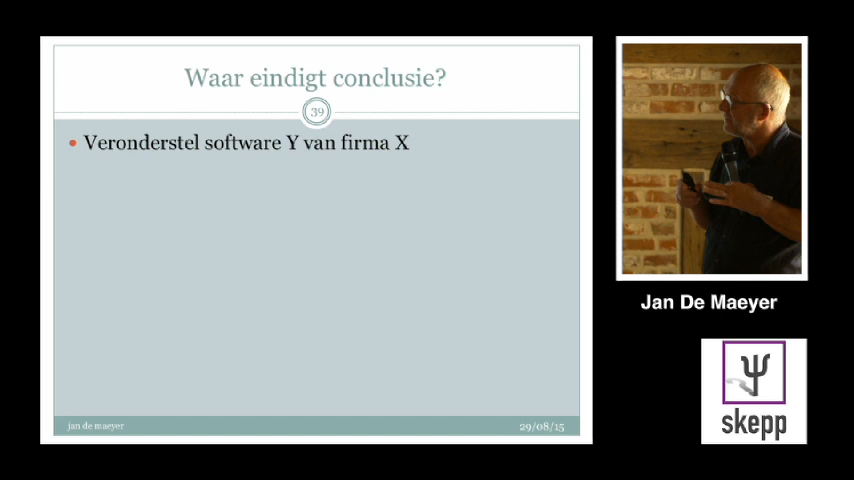 Waar eindigt conclusie?
39
Veronderstel software Y van firma X
jan de maeyer
29/08/15
Jan De Maeyer
skepp